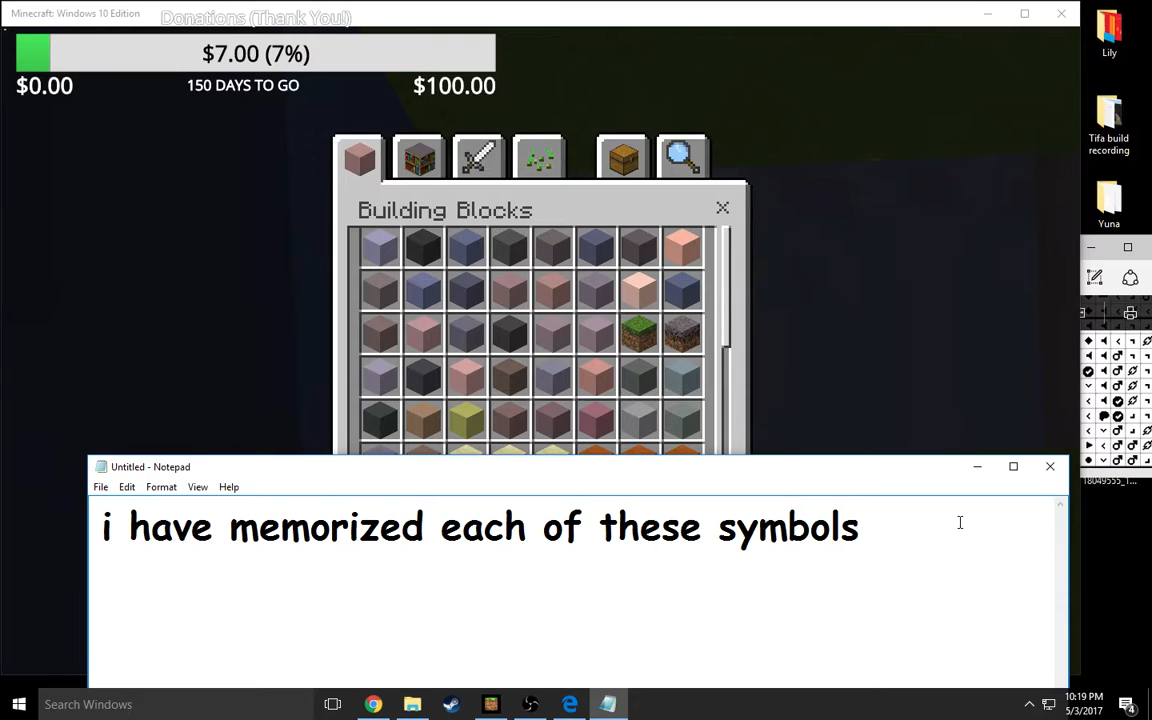 Minecraft: Windows 10 Edition
Donations (Thank You!)
$7.00 (7%)
$0.00
150 DAYS TO GO
$100.00
Lily
Tifa build
recording
Yuna
Building Blocks
Untitled - Notepad
File Edit Format View Help
i have memorized each of these symbols
18049555_1...
Search Windows
10:19 PM
5/3/2017
4